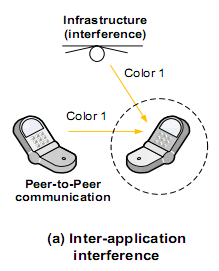 Infrastructure
(interference)
Color 1
Color 1
Peer-to-Peer
communication
(a) Inter-application
interference